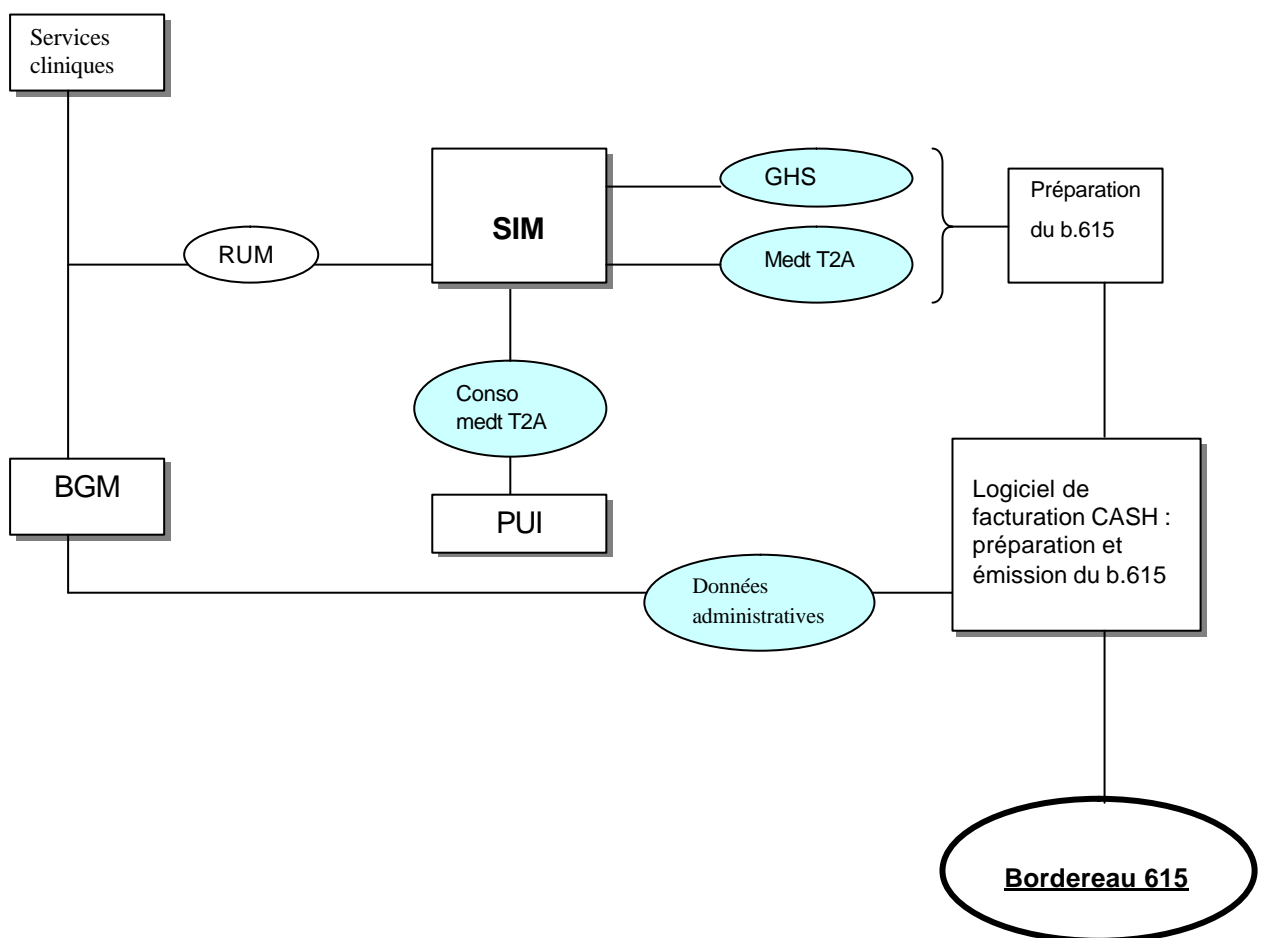 Services
cliniques
GHS
Préparation
du b.615
SIM
RUM
Medt T2A
Conso
medt T2A
BGM
PUI
Logiciel de
facturation CASH :
préparation et
émission du b.615
Données
administratives
Bordereau 615